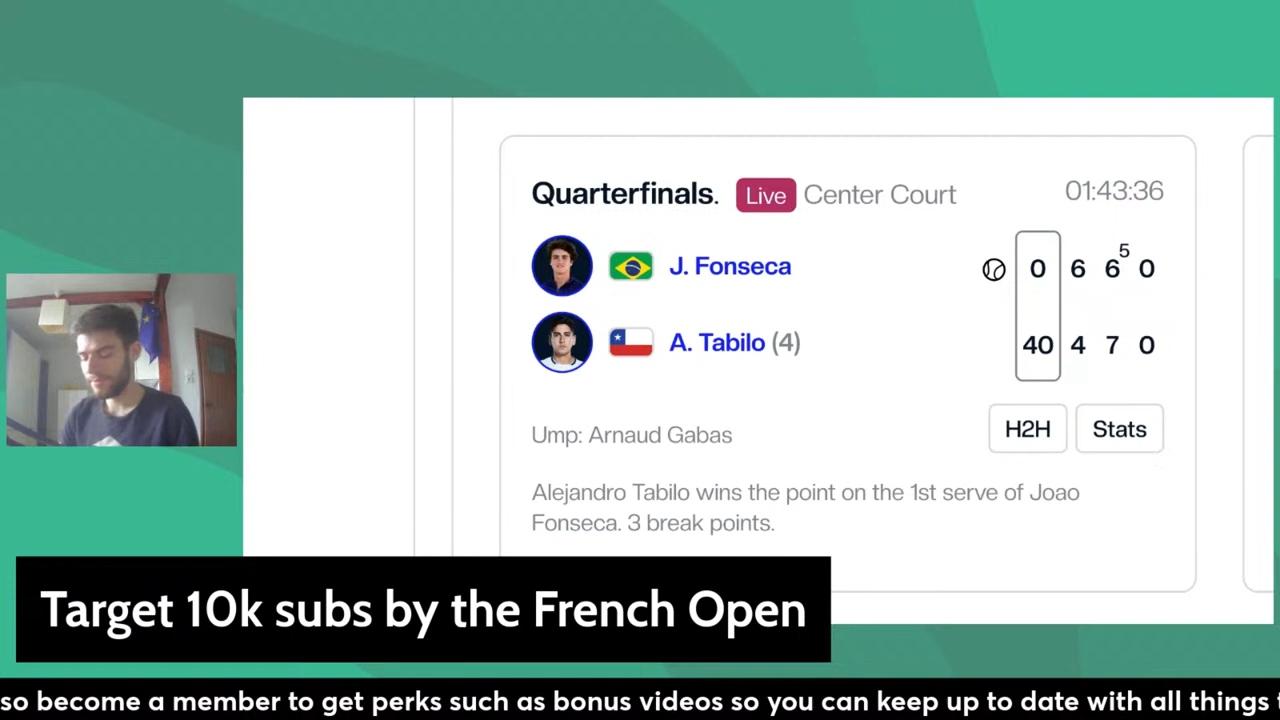 Quarterfinals. Live Center Court 01:43:36
J. Fonseca 0 6 6 5 0
A. Tabilo (4) 40 4 7 0
H2H Stats
Ump: Arnaud Gabas
Alejandro Tabilo wins the point on the 1st serve of Joao
Fonseca. 3 break points.
Target 10k subs by the French Open
so become a member to get perks such as bonus videos so you can keep up to date with all things